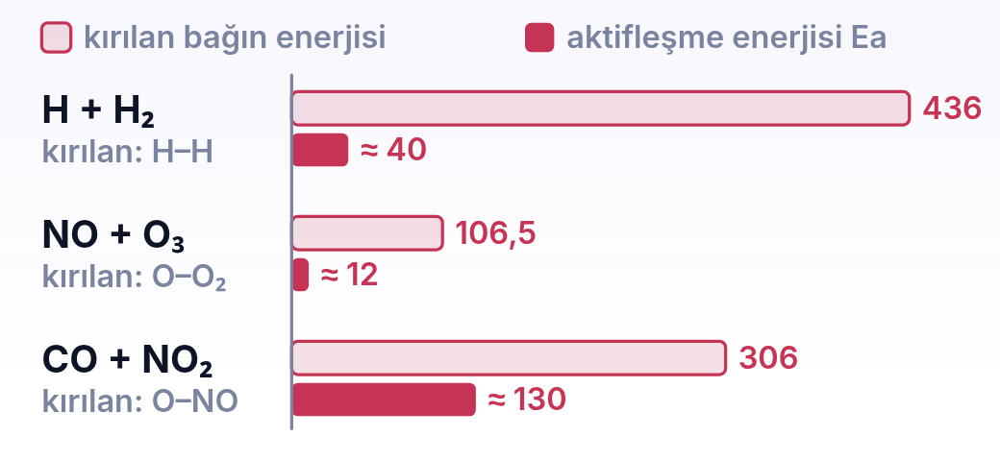 kırılan bağın enerjisi
aktifleşme enerjisi Ea
H + H₂
kırılan: H–H
436
≈ 40
NO + O₃
kırılan: O–O₂
106,5
≈ 12
CO + NO₂
kırılan: O–NO
306
≈ 130